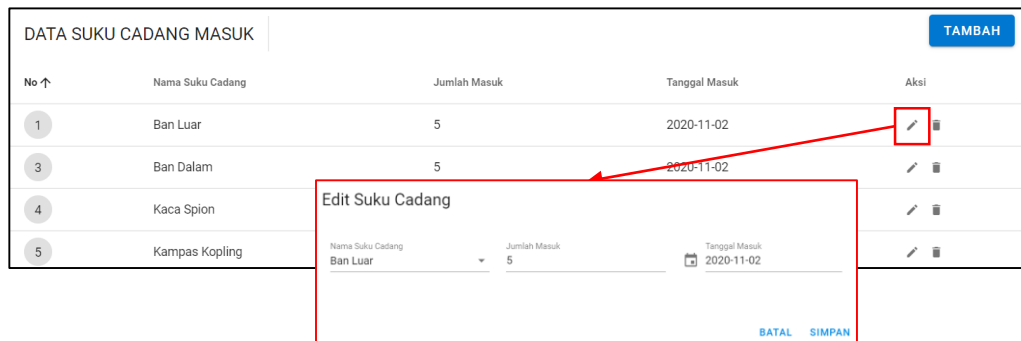 DATA SUKU CADANG MASUK
TAMBAH
No Nama Suku Cadang Jumlah Masuk Tanggal Masuk Aksi
1 Ban Luar 5 2020-11-02
3 Ban Dalam 5 2020-11-02
4 Kaca Spion
5 Kampas Kopling
Edit Suku Cadang
Nama Suku Cadang Jumlah Masuk Tanggal Masuk
Ban Luar 5 2020-11-02
BATAL SIMPAN